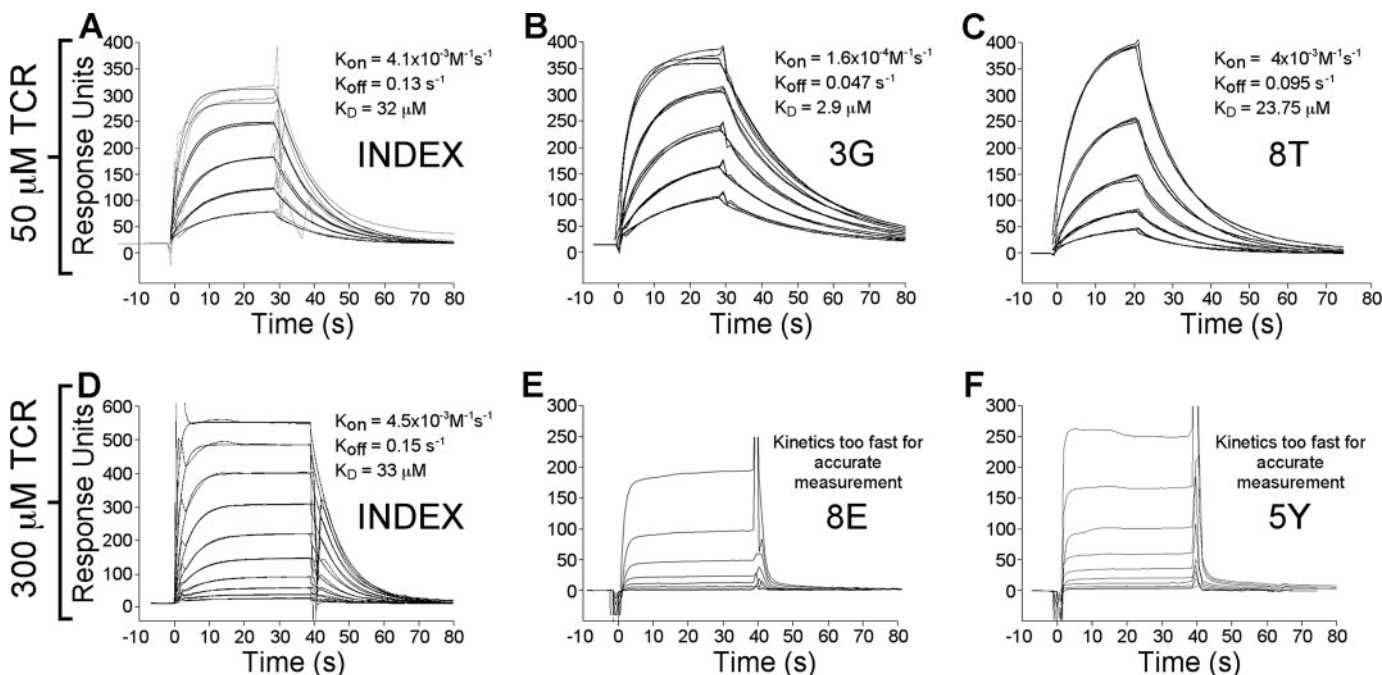 A
50 μM TCR
Response Units
400
350
300
250
200
150
100
50
0
Kon = 4.1x10-3M-1s-1
Koff = 0.13 s-1
KD = 32 μM
INDEX
-10 0 10 20 30 40 50 60 70 80
Time (s)
B
400
350
300
250
200
150
100
50
0
Kon = 1.6x10-4M-1s-1
Koff = 0.047 s-1
KD = 2.9 μM
3G
-10 0 10 20 30 40 50 60 70 80
Time (s)
C
400
350
300
250
200
150
100
50
0
Kon = 4x10-3M-1s-1
Koff = 0.095 s-1
KD = 23.75 μM
8T
-10 0 10 20 30 40 50 60 70 80
Time (s)
D
300 μM TCR
Response Units
600
500
400
300
200
100
0
Kon = 4.5x10-3M-1s-1
Koff = 0.15 s-1
KD = 33 μM
INDEX
-10 0 10 20 30 40 50 60 70 80
Time (s)
E
300
250
200
150
100
50
0
Kinetics too fast for
accurate
measurement
8E
-10 0 10 20 30 40 50 60 70 80
Time (s)
F
300
250
200
150
100
50
0
Kinetics too fast for
accurate
measurement
5Y
-10 0 10 20 30 40 50 60 70 80
Time (s)